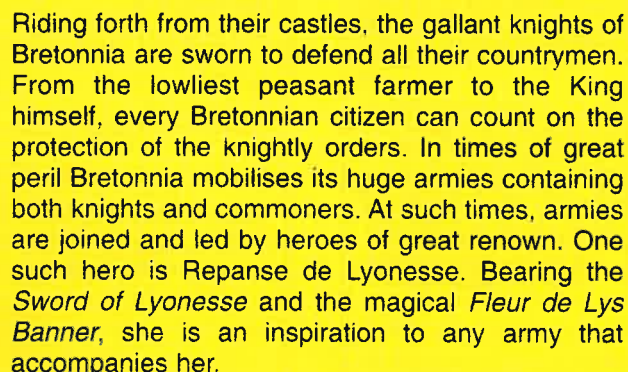 Riding forth from their castles, the gallant knights of
Bretonnia are sworn to defend all their countrymen.
From the lowliest peasant farmer to the King
himself, every Bretonnian citizen can count on the
protection of the knightly orders. In times of great
peril Bretonnia mobilises its huge armies containing
both knights and commoners. At such times, armies
are joined and led by heroes of great renown. One
such hero is Repanse de Lyonesse. Bearing the
Sword of Lyonesse and the magical Fleur de Lys
Banner, she is an inspiration to any army that
accompanies her.